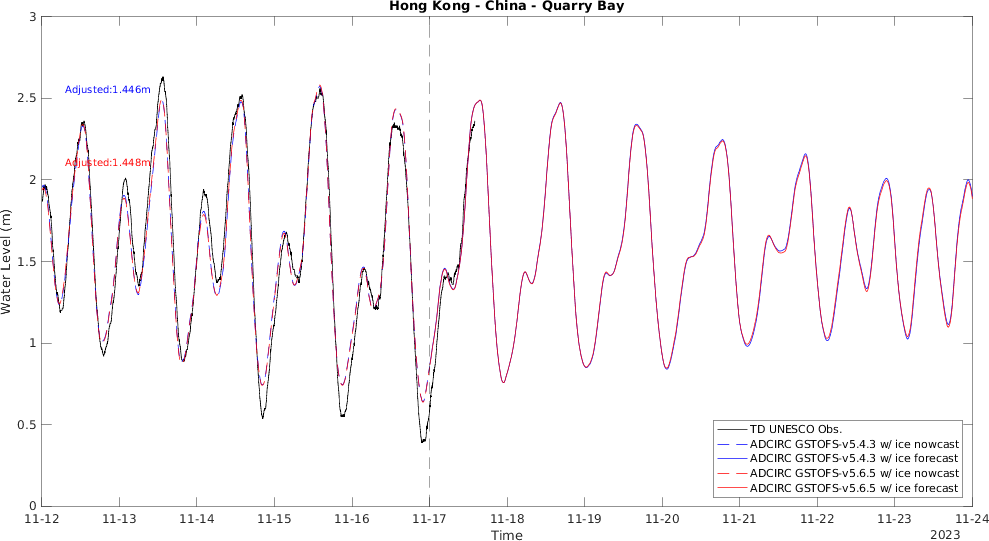 Hong Kong - China - Quarry Bay
3
2.5
2
1.5
1
0.5
0
Water Level (m)
Adjusted:1.446m
Adjusted:1.448m
TD UNESCO Obs.
ADCIRC GSTOFS-v5.4.3 w/ ice nowcast
ADCIRC GSTOFS-v5.4.3 w/ ice forecast
ADCIRC GSTOFS-v5.6.5 w/ ice nowcast
ADCIRC GSTOFS-v5.6.5 w/ ice forecast
11-12 11-13 11-14 11-15 11-16 11-17 11-18 11-19 11-20 11-21 11-22 11-23 11-24
Time
2023